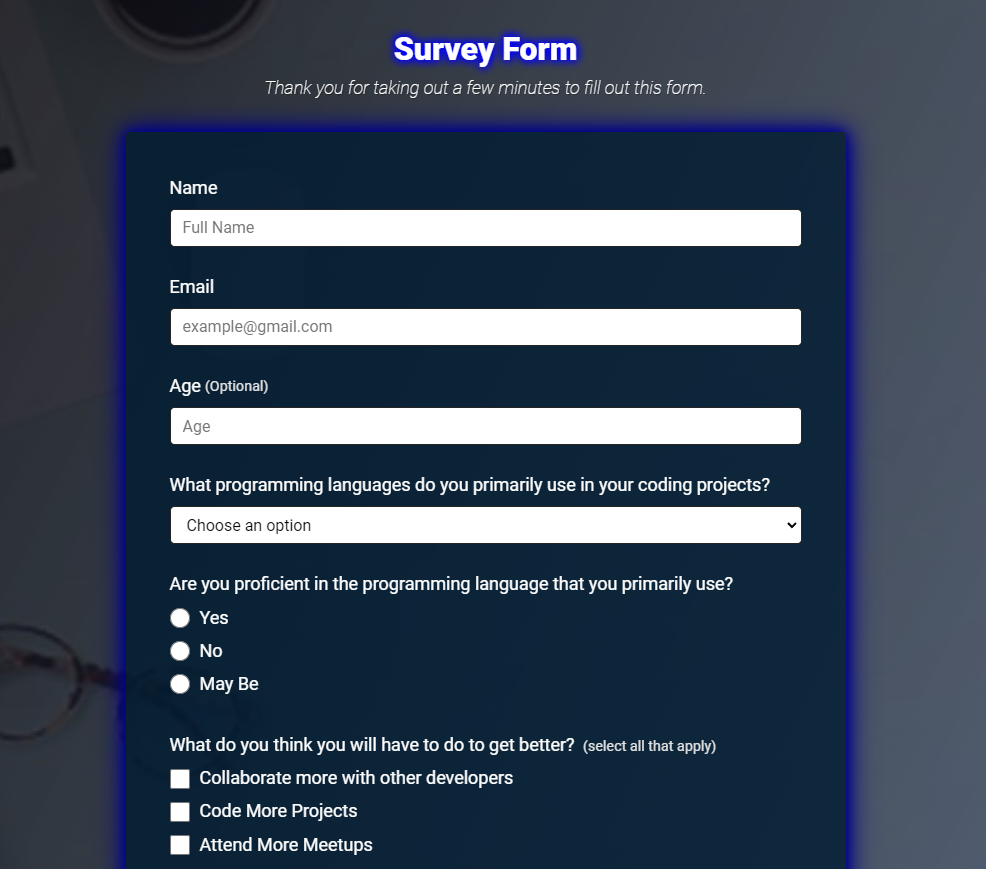 Survey Form
Thank you for taking out a few minutes to fill out this form.
Name
Full Name
Email
example@gmail.com
Age (Optional)
Age
What programming languages do you primarily use in your coding projects?
Choose an option
Are you proficient in the programming language that you primarily use?
Yes
No
May Be
What do you think you will have to do to get better? (select all that apply)
Collaborate more with other developers
Code More Projects
Attend More Meetups